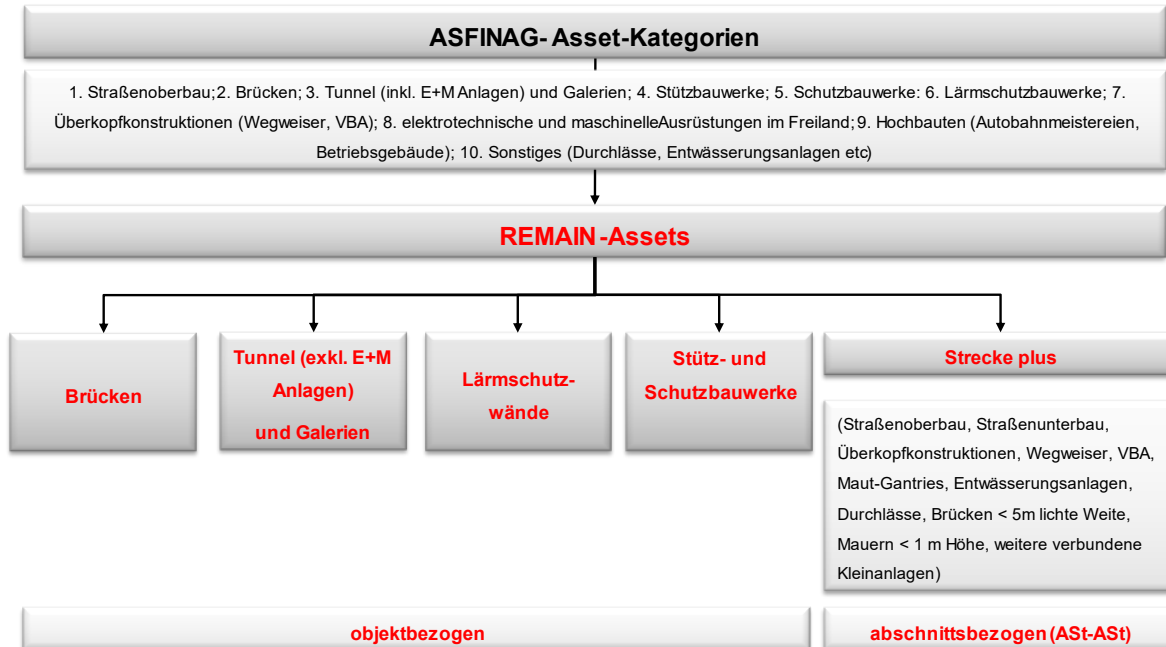 ASFINAG- Asset-Kategorien
1. Straßenoberbau; 2. Brücken; 3. Tunnel (inkl. E+M Anlagen) und Galerien; 4. Stützbauwerke; 5. Schutzbauwerke: 6. Lärmschutzbauwerke; 7.
Überkopfkonstruktionen (Wegweiser, VBA); 8. elektrotechnische und maschinelleAusrüstungen im Freiland; 9. Hochbauten (Autobahnmeistereien,
Betriebsgebäude); 10. Sonstiges (Durchlässe, Entwässerungsanlagen etc)
REMAIN -Assets
Brücken
Tunnel (exkl. E+M
Anlagen)
und Galerien
Lärmschutz-
wände
Stütz- und
Schutzbauwerke
Strecke plus
(Straßenoberbau, Straßenunterbau,
Überkopfkonstruktionen, Wegweiser, VBA,
Maut-Gantries, Entwässerungsanlagen,
Durchlässe, Brücken < 5m lichte Weite,
Mauern < 1 m Höhe, weitere verbundene
Kleinanlagen)
objektbezogen
abschnittsbezogen (ASt-ASt)